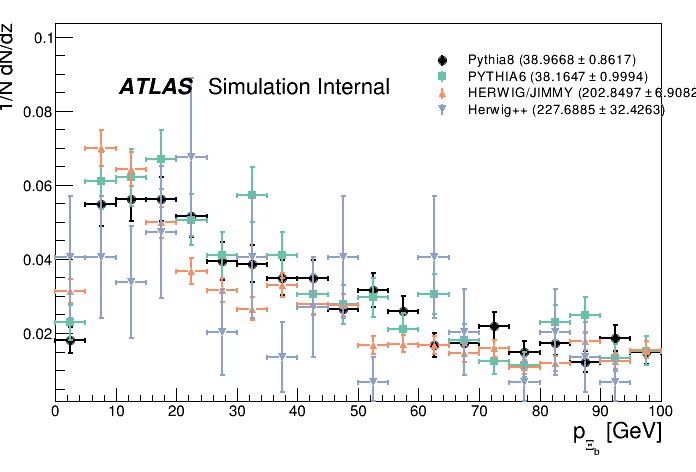 1/N dN/dz
0.1
0.08
0.06
0.04
0.02
ATLAS Simulation Internal
Pythia8 (38.9668 ± 0.8617)
PYTHIA6 (38.1647 ± 0.9994)
HERWIG/JIMMY (202.8497 ± 6.9082
Herwig++ (227.6885 ± 32.4263)
0 10 20 30 40 50 60 70 80 90 100
p_Ξ_b [GeV]